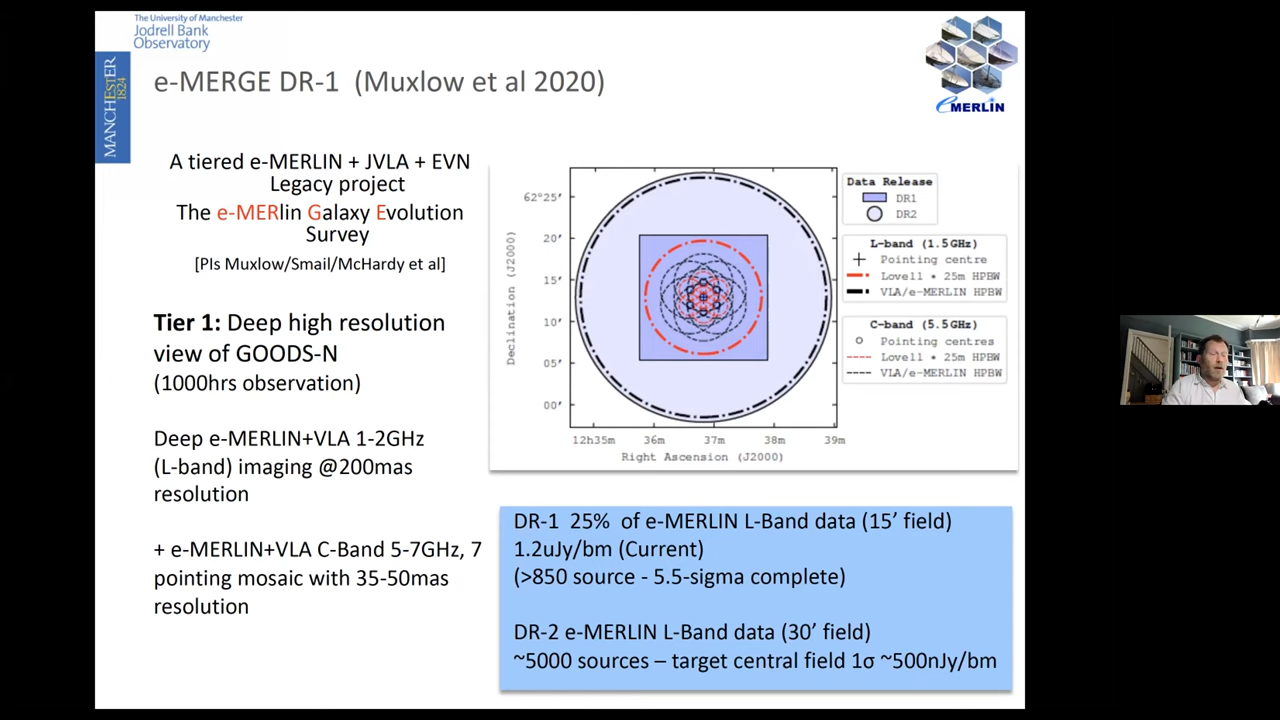 The University of Manchester
Jodrell Bank
Observatory
MANCHESTER
1824
e-MERGE DR-1 (Muxlow et al 2020)
eMERLIN
A tiered e-MERLIN + JVLA + EVN
Legacy project
The e-MERlin Galaxy Evolution
Survey
[PIs Muxlow/Smail/McHardy et al]
Tier 1: Deep high resolution
view of GOODS-N
(1000hrs observation)
Deep e-MERLIN+VLA 1-2GHz
(L-band) imaging @200mas
resolution
+ e-MERLIN+VLA C-Band 5-7GHz, 7
pointing mosaic with 35-50mas
resolution
Declination (J2000)
62°25'
20'
15'
10'
05'
00'
12h35m 36m 37m 38m 39m
Right Ascension (J2000)
Data Release
DR1
DR2
L-band (1.5GHz)
Pointing centre
Lovell + 25m HPBW
VLA/e-MERLIN HPBW
C-band (5.5GHz)
Pointing centres
Lovell + 25m HPBW
VLA/e-MERLIN HPBW
DR-1 25% of e-MERLIN L-Band data (15’ field)
1.2uJy/bm (Current)
(>850 source - 5.5-sigma complete)
DR-2 e-MERLIN L-Band data (30’ field)
~5000 sources – target central field 1σ ~500nJy/bm